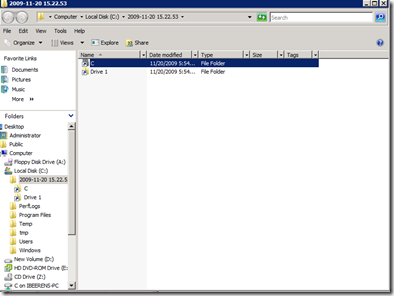 2009-11-20 15.22.53
Computer Local Disk (C:) 2009-11-20 15.22.53 Search
File Edit View Tools Help
Organize Views Explore Share
Favorite Links
Documents
Pictures
Music
More »
Folders
Desktop
Administrator
Public
Computer
Floppy Disk Drive (A:)
Local Disk (C:)
2009-11-20 15.22.53
C
Drive 1
PerfLogs
Program Files
Temp
tmp
Users
Windows
New Volume (D:)
HD DVD-ROM Drive (E:
CD Drive (Z:)
C on IBEERENS-PC
Name Date modified Type Size Tags
C 11/20/2009 5:54... File Folder
Drive 1 11/20/2009 5:54... File Folder